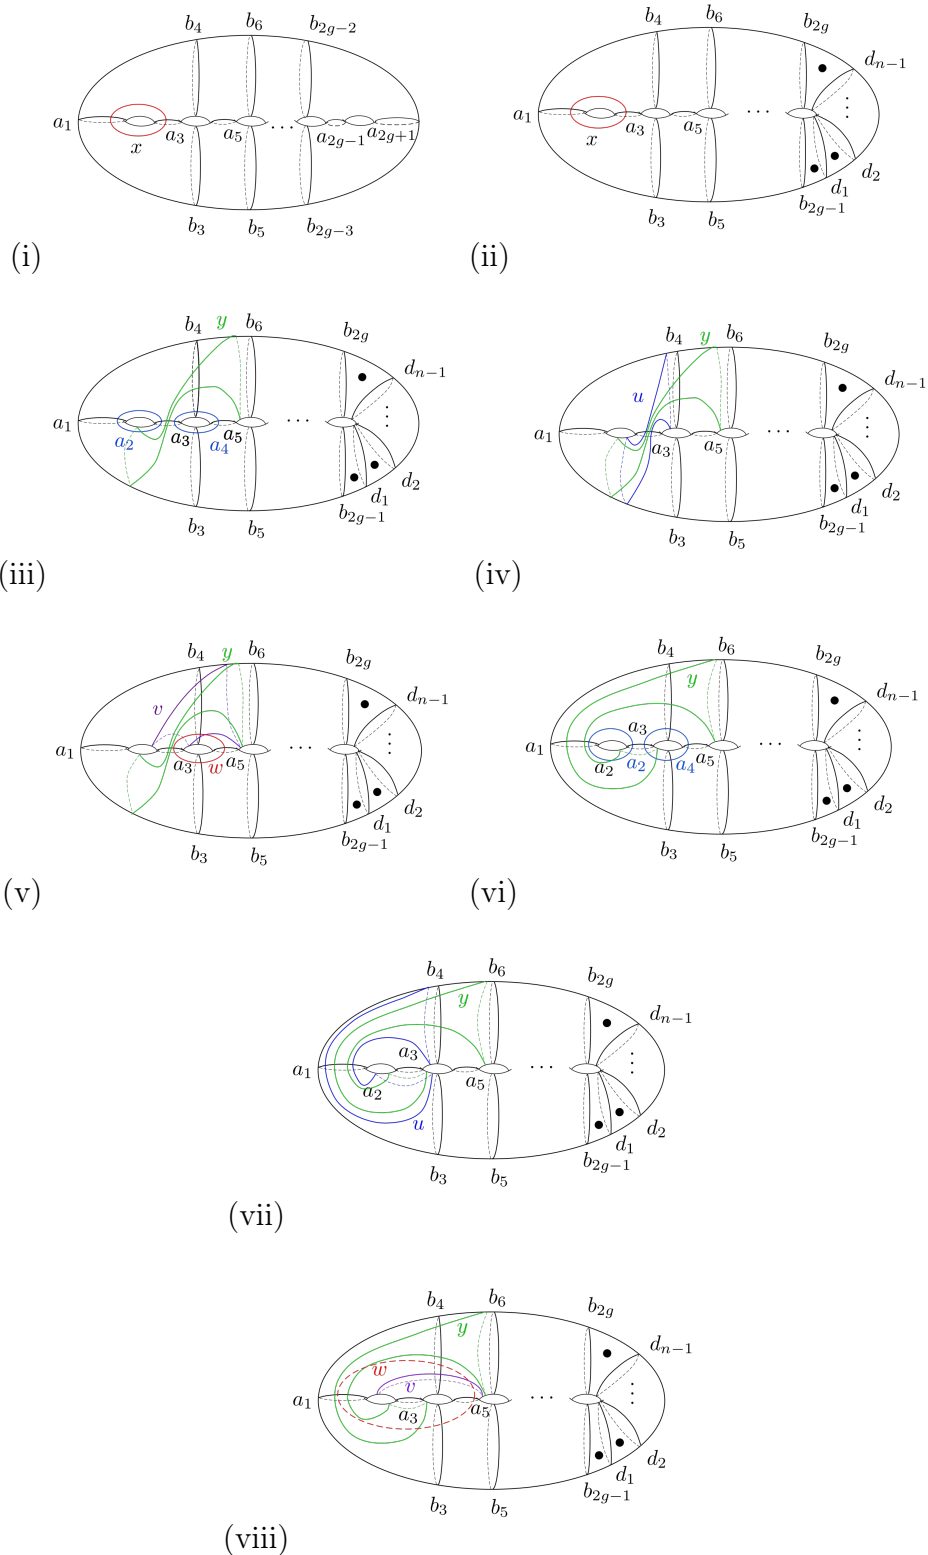 b₄ b₆ b₂g₋₂
a₁ x a₃ a₅ ... a₂g₋₁ a₂g₊₁
b₃ b₅ b₂g₋₃
(i)
b₄ b₆ b₂g
dₙ₋₁
a₁ x a₃ a₅ ... ⋮
d₂
d₁
b₃ b₅ b₂g₋₁
(ii)
b₄ y b₆ b₂g
dₙ₋₁
a₁ a₂ a₃ a₄ a₅ ... ⋮
d₂
d₁
b₃ b₅ b₂g₋₁
(iii)
b₄ y b₆ b₂g
dₙ₋₁
u
a₁ a₃ a₅ ... ⋮
d₂
d₁
b₃ b₅ b₂g₋₁
(iv)
b₄ y b₆ b₂g
dₙ₋₁
v
a₁ a₃ w a₅ ... ⋮
d₂
d₁
b₃ b₅ b₂g₋₁
(v)
b₄ b₆ b₂g
y
dₙ₋₁
a₃
a₁ a₂ a₂ a₄ a₅ ... ⋮
d₂
d₁
b₃ b₅ b₂g₋₁
(vi)
b₄ b₆ b₂g
y
dₙ₋₁
a₃
a₁ a₂ a₅ ... ⋮
u
d₂
d₁
b₃ b₅ b₂g₋₁
(vii)
b₄ b₆ b₂g
y
dₙ₋₁
w
v
a₁ a₃ a₅ ... ⋮
d₂
d₁
b₃ b₅ b₂g₋₁
(viii)